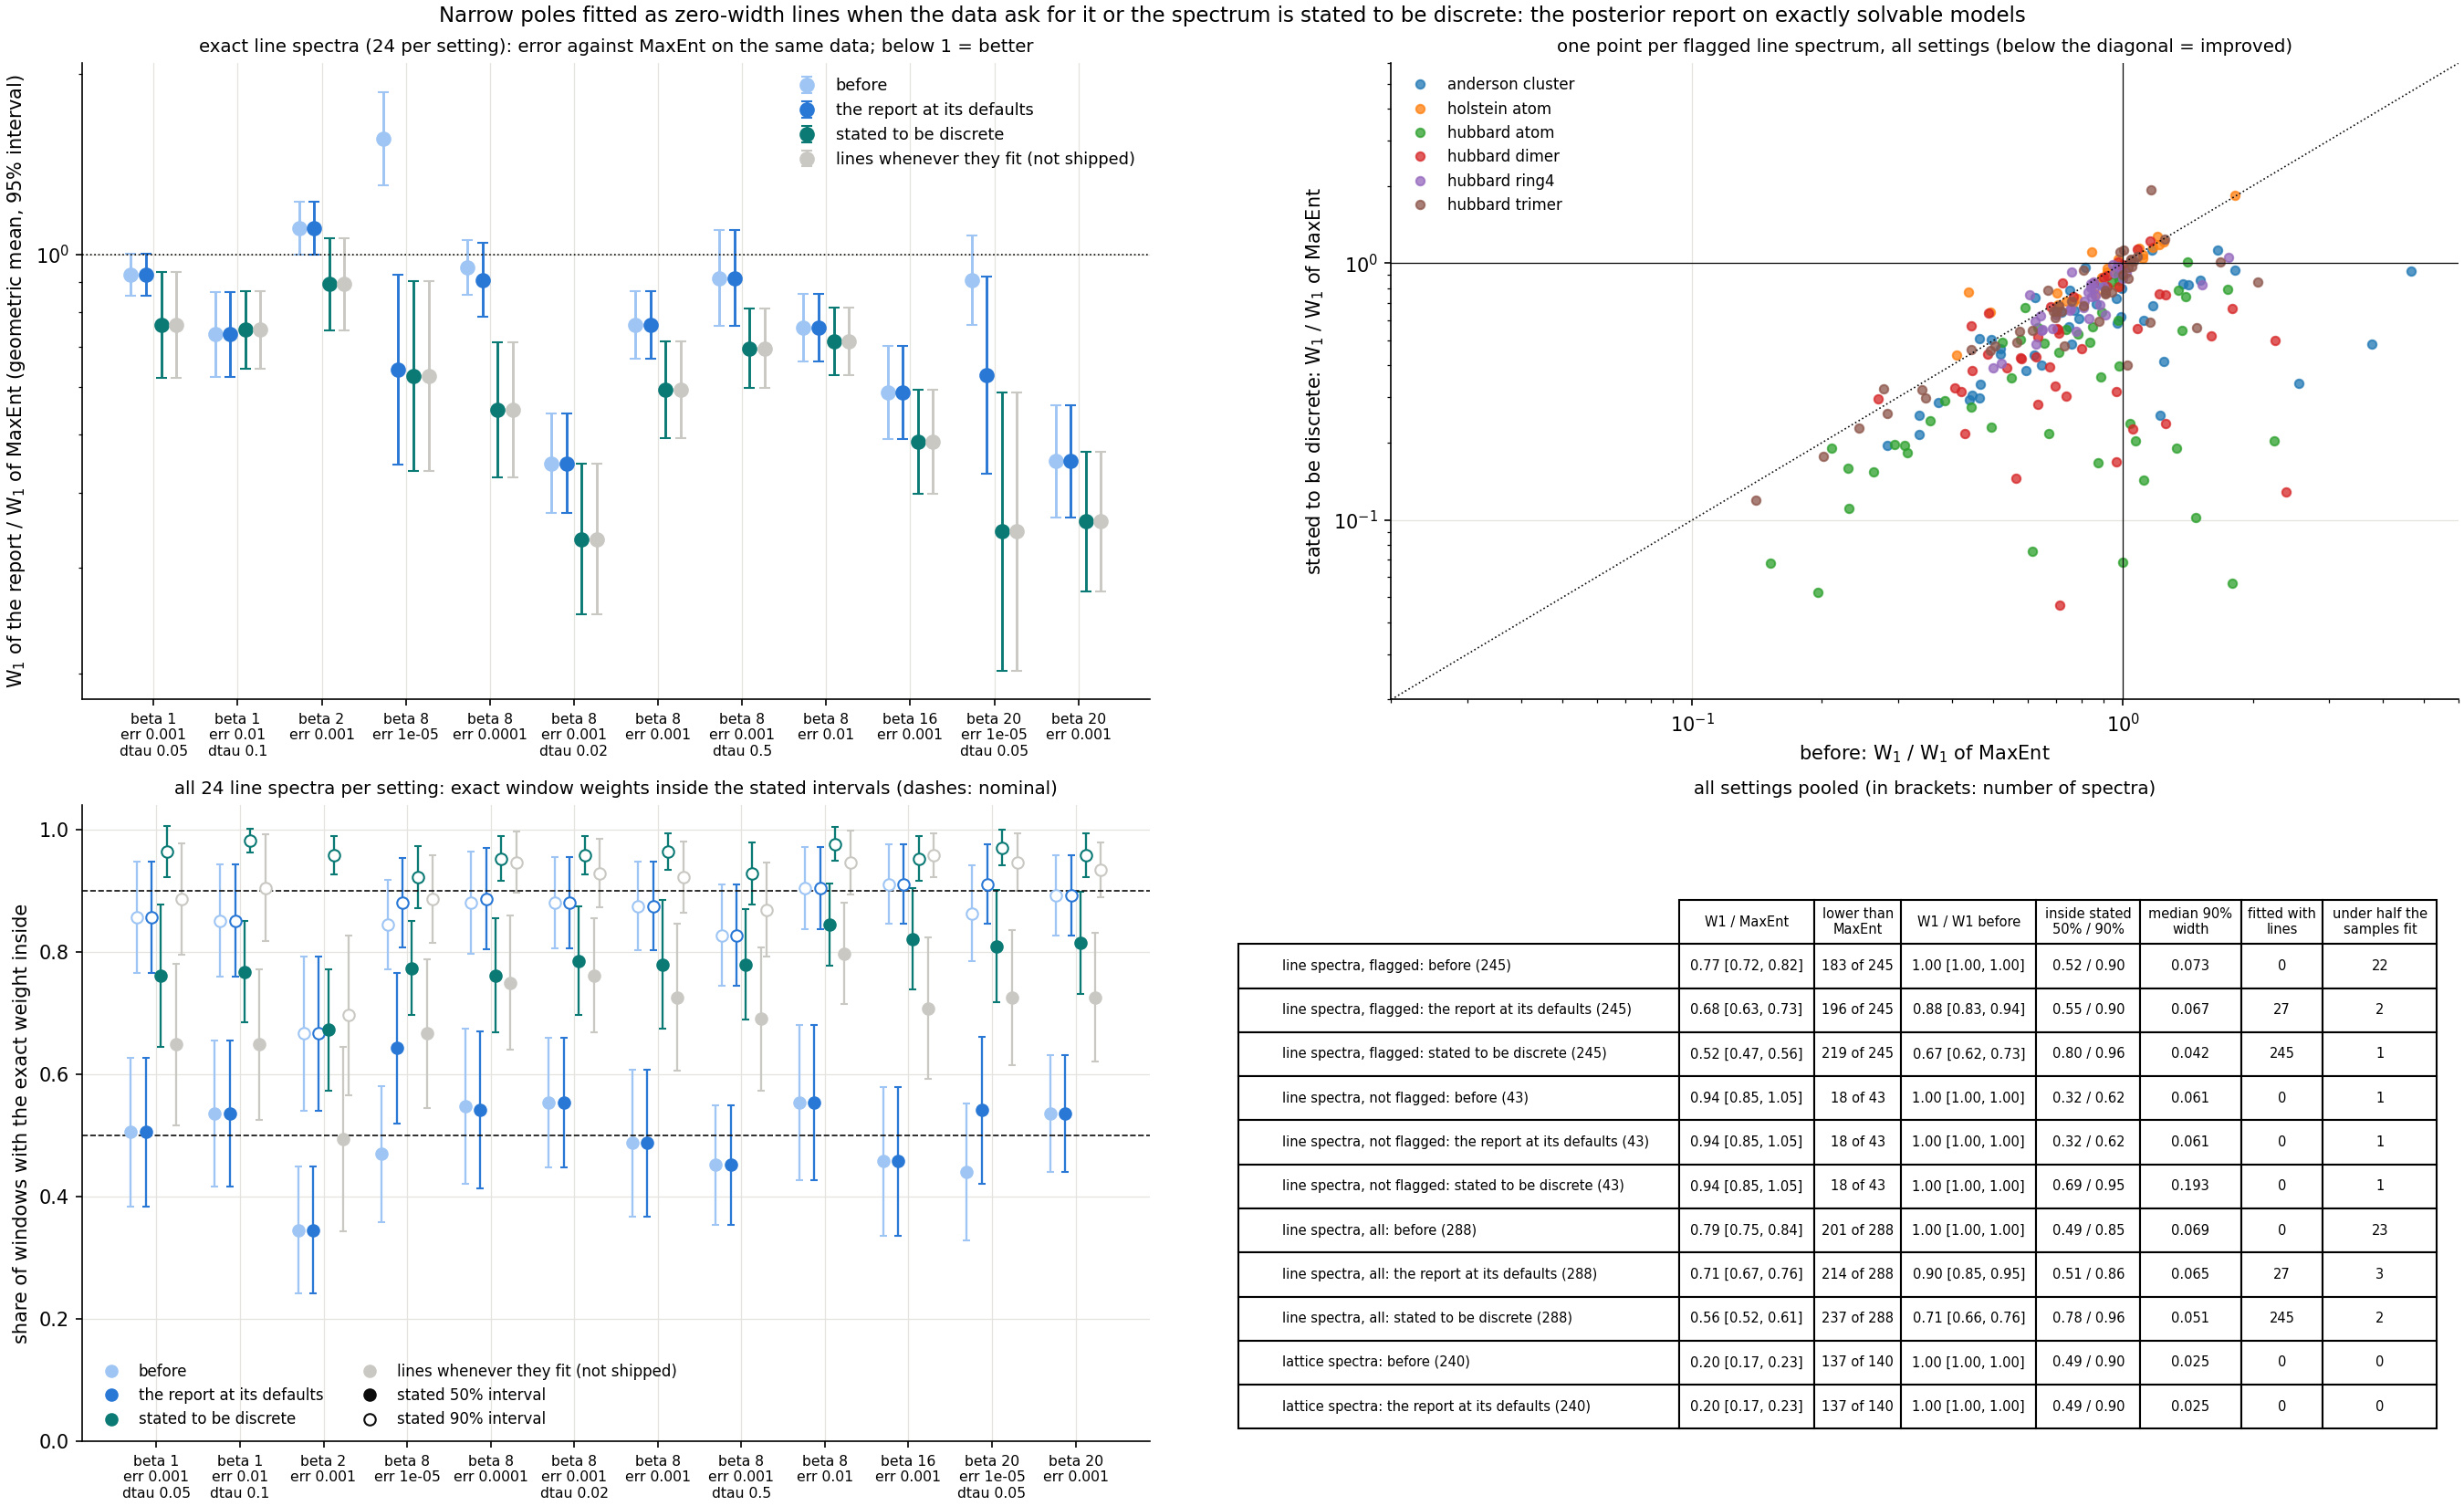 Narrow poles fitted as zero-width lines when the data ask for it or the spectrum is stated to be discrete: the posterior report on exactly solvable models
exact line spectra (24 per setting): error against MaxEnt on the same data; below 1 = better
W₁ of the report / W₁ of MaxEnt (geometric mean, 95% interval)
10⁰
before
the report at its defaults
stated to be discrete
lines whenever they fit (not shipped)
beta 1 err 0.001 dtau 0.05
beta 1 err 0.01 dtau 0.1
beta 2 err 0.001
beta 8 err 1e-05
beta 8 err 0.0001
beta 8 err 0.001 dtau 0.02
beta 8 err 0.001
beta 8 err 0.001 dtau 0.5
beta 8 err 0.01
beta 16 err 0.001
beta 20 err 1e-05 dtau 0.05
beta 20 err 0.001
one point per flagged line spectrum, all settings (below the diagonal = improved)
stated to be discrete: W₁ / W₁ of MaxEnt
anderson cluster
holstein atom
hubbard atom
hubbard dimer
hubbard ring4
hubbard trimer
10⁰
10⁻¹
10⁻¹
10⁰
before: W₁ / W₁ of MaxEnt
all 24 line spectra per setting: exact window weights inside the stated intervals (dashes: nominal)
share of windows with the exact weight inside
1.0
0.8
0.6
0.4
0.2
0.0
before
the report at its defaults
stated to be discrete
lines whenever they fit (not shipped)
stated 50% interval
stated 90% interval
beta 1 err 0.001 dtau 0.05
beta 1 err 0.01 dtau 0.1
beta 2 err 0.001
beta 8 err 1e-05
beta 8 err 0.0001
beta 8 err 0.001 dtau 0.02
beta 8 err 0.001
beta 8 err 0.001 dtau 0.5
beta 8 err 0.01
beta 16 err 0.001
beta 20 err 1e-05 dtau 0.05
beta 20 err 0.001
all settings pooled (in brackets: number of spectra)
W1 / MaxEnt lower than MaxEnt W1 / W1 before inside stated 50% / 90% median 90% width fitted with lines under half the samples fit
line spectra, flagged: before (245) 0.77 [0.72, 0.82] 183 of 245 1.00 [1.00, 1.00] 0.52 / 0.90 0.073 0 22
line spectra, flagged: the report at its defaults (245) 0.68 [0.63, 0.73] 196 of 245 0.88 [0.83, 0.94] 0.55 / 0.90 0.067 27 2
line spectra, flagged: stated to be discrete (245) 0.52 [0.47, 0.56] 219 of 245 0.67 [0.62, 0.73] 0.80 / 0.96 0.042 245 1
line spectra, not flagged: before (43) 0.94 [0.85, 1.05] 18 of 43 1.00 [1.00, 1.00] 0.32 / 0.62 0.061 0 1
line spectra, not flagged: the report at its defaults (43) 0.94 [0.85, 1.05] 18 of 43 1.00 [1.00, 1.00] 0.32 / 0.62 0.061 0 1
line spectra, not flagged: stated to be discrete (43) 0.94 [0.85, 1.05] 18 of 43 1.00 [1.00, 1.00] 0.69 / 0.95 0.193 0 1
line spectra, all: before (288) 0.79 [0.75, 0.84] 201 of 288 1.00 [1.00, 1.00] 0.49 / 0.85 0.069 0 23
line spectra, all: the report at its defaults (288) 0.71 [0.67, 0.76] 214 of 288 0.90 [0.85, 0.95] 0.51 / 0.86 0.065 27 3
line spectra, all: stated to be discrete (288) 0.56 [0.52, 0.61] 237 of 288 0.71 [0.66, 0.76] 0.78 / 0.96 0.051 245 2
lattice spectra: before (240) 0.20 [0.17, 0.23] 137 of 140 1.00 [1.00, 1.00] 0.49 / 0.90 0.025 0 0
lattice spectra: the report at its defaults (240) 0.20 [0.17, 0.23] 137 of 140 1.00 [1.00, 1.00] 0.49 / 0.90 0.025 0 0